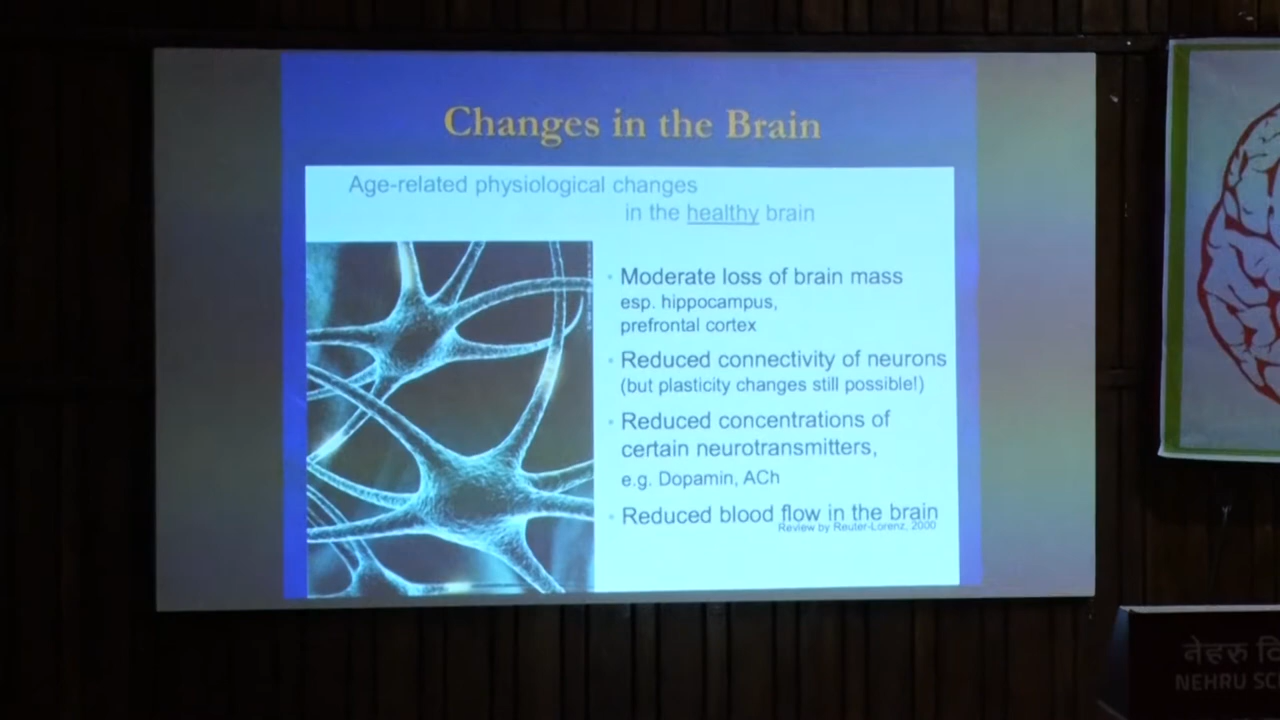 Changes in the Brain
Age-related physiological changes
in the healthy brain
• Moderate loss of brain mass
esp. hippocampus,
prefrontal cortex
• Reduced connectivity of neurons
(but plasticity changes still possible!)
• Reduced concentrations of
certain neurotransmitters,
e.g. Dopamin, ACh
• Reduced blood flow in the brain
Review by Reuter-Lorenz, 2000
नेहरु
NEHRU